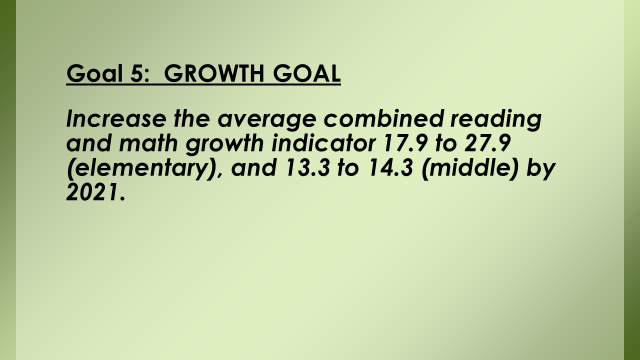 Goal 5:  GROWTH GOAL
Increase the average combined reading
and math growth indicator 17.9 to 27.9
(elementary), and 13.3 to 14.3 (middle) by
2021.